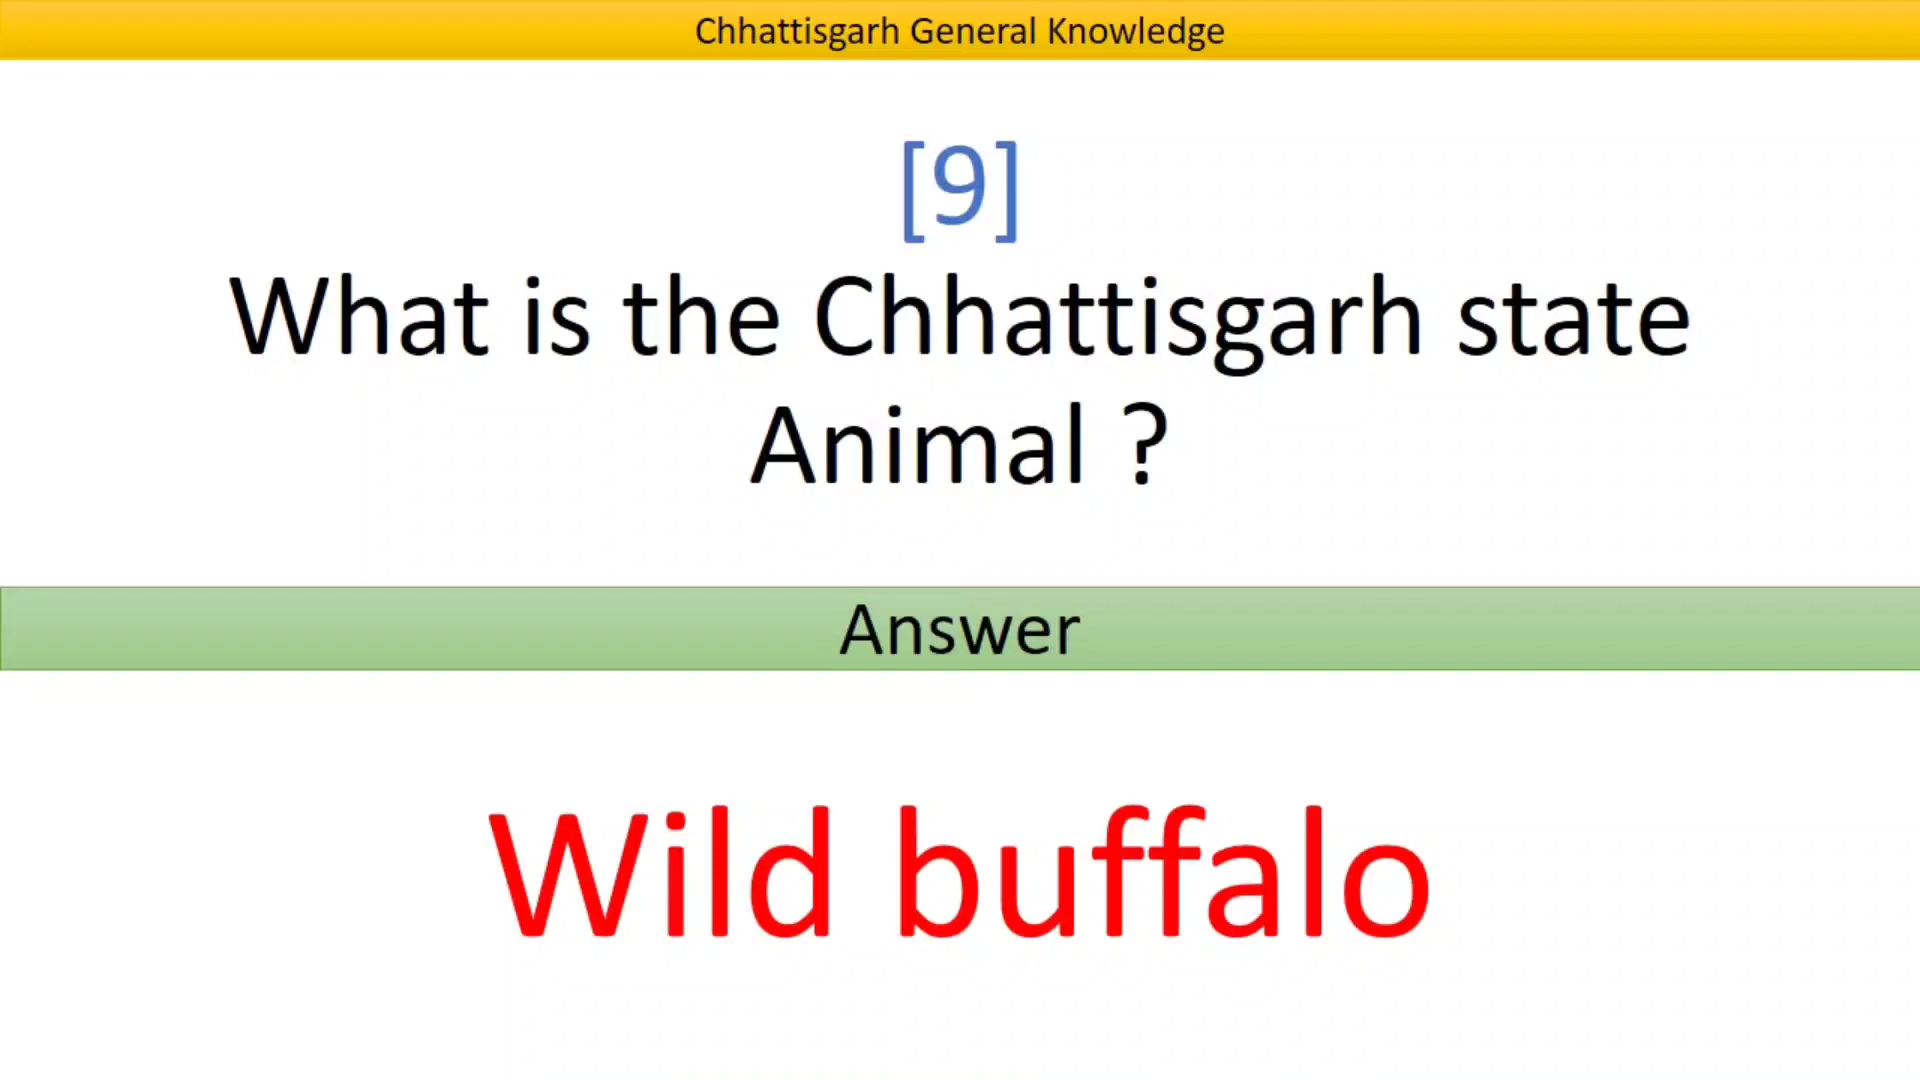 Chhattisgarh General Knowledge
[9]
What is the Chhattisgarh state
Animal ?
Answer
Wild buffalo